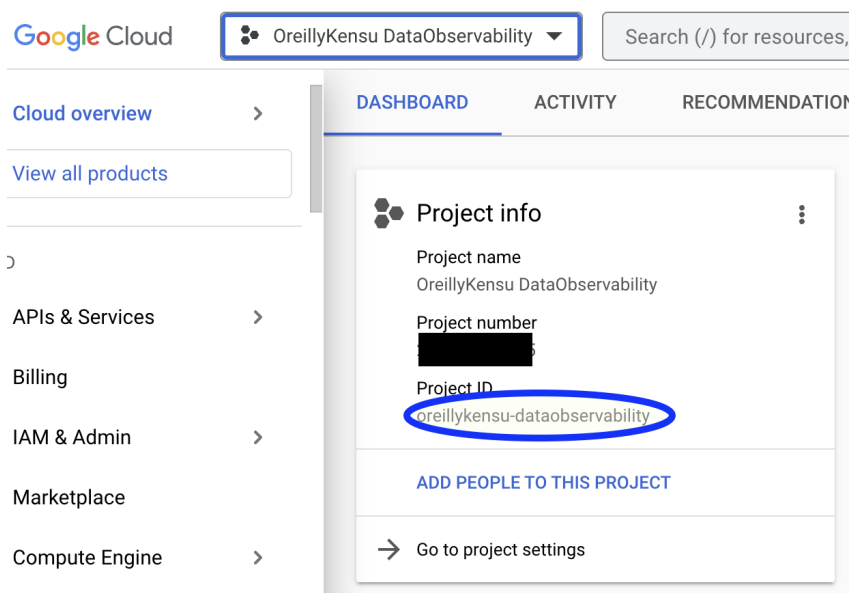 Google Cloud
OreillyKensu DataObservability
Search (/) for resources,
Cloud overview
View all products
APIs & Services
Billing
IAM & Admin
Marketplace
Compute Engine
DASHBOARD ACTIVITY RECOMMENDATION
Project info
Project name
OreillyKensu DataObservability
Project number
Project ID
oreillykensu-dataobservability
ADD PEOPLE TO THIS PROJECT
Go to project settings